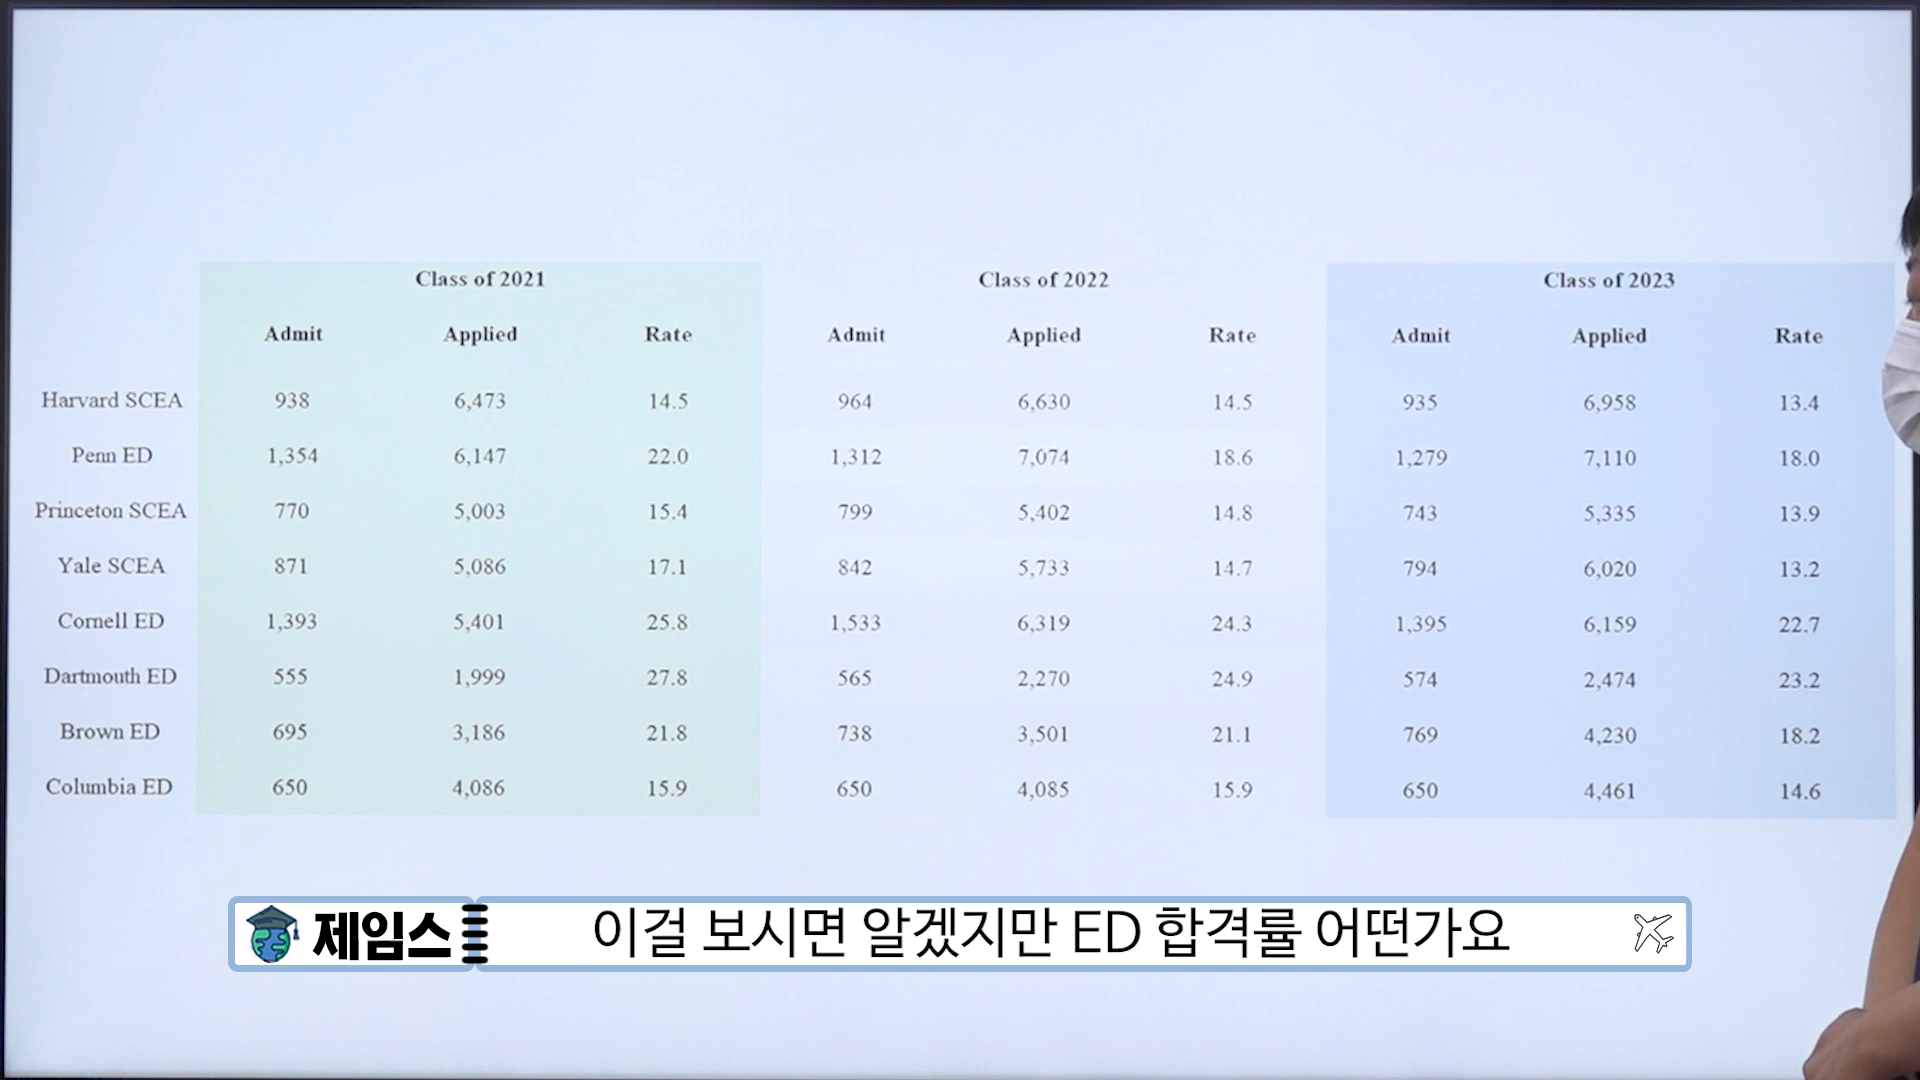 Class of 2021 Class of 2022 Class of 2023
Admit Applied Rate Admit Applied Rate Admit Applied Rate
Harvard SCEA 938 6,473 14.5 964 6,630 14.5 935 6,958 13.4
Penn ED 1,354 6,147 22.0 1,312 7,074 18.6 1,279 7,110 18.0
Princeton SCEA 770 5,003 15.4 799 5,402 14.8 743 5,335 13.9
Yale SCEA 871 5,086 17.1 842 5,733 14.7 794 6,020 13.2
Cornell ED 1,393 5,401 25.8 1,533 6,319 24.3 1,395 6,159 22.7
Dartmouth ED 555 1,999 27.8 565 2,270 24.9 574 2,474 23.2
Brown ED 695 3,186 21.8 738 3,501 21.1 769 4,230 18.2
Columbia ED 650 4,086 15.9 650 4,085 15.9 650 4,461 14.6
제임스 이걸 보시면 알겠지만 ED 합격률 어떤가요